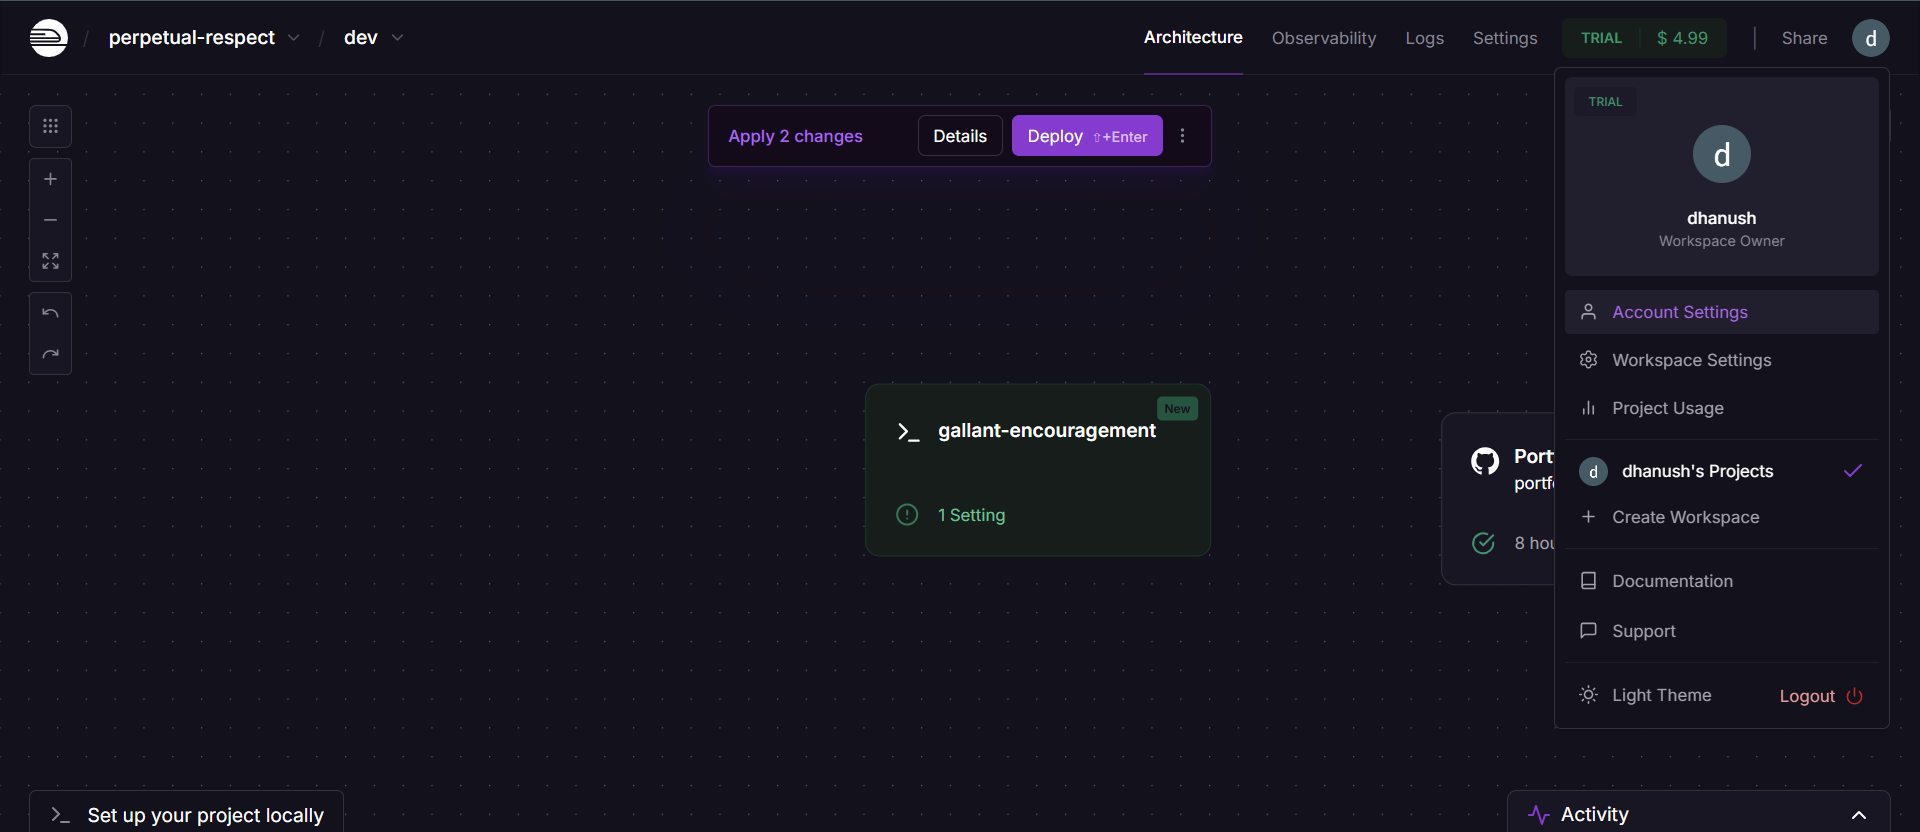 / perpetual-respect / dev
Architecture Observability Logs Settings TRIAL $ 4.99 Share d
Apply 2 changes Details Deploy ⇧+Enter
TRIAL
d
dhanush
Workspace Owner
Account Settings
Workspace Settings
Project Usage
d dhanush's Projects
Create Workspace
Documentation
Support
Light Theme Logout
New
gallant-encouragement
1 Setting
Port
portfo
8 hou
Set up your project locally
Activity